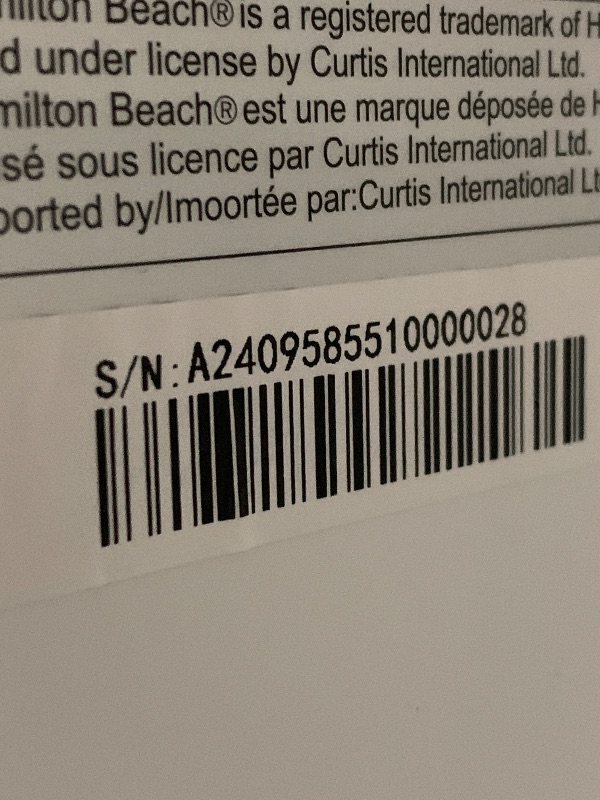 milton Beach® is a registered trademark of H
d under license by Curtis International Ltd.
milton Beach® est une marque déposée de H
sé sous licence par Curtis International Ltd.
ported by/Imoortée par:Curtis International Lt
S/N:A2409585510000028